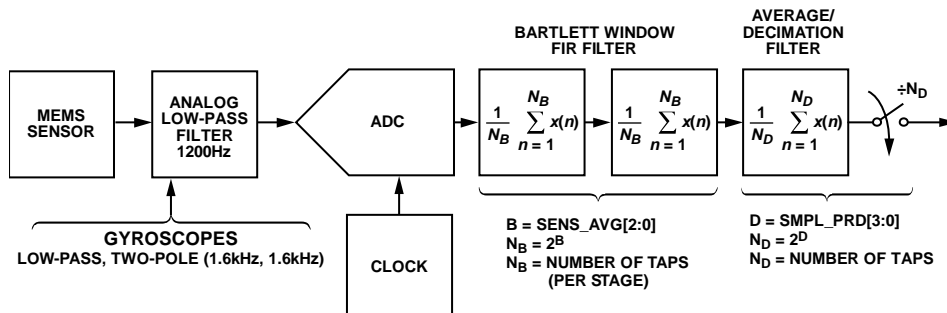 BARTLETT WINDOW
FIR FILTER
AVERAGE/
DECIMATION
FILTER
MEMS
SENSOR
ANALOG
LOW-PASS
FILTER
1200Hz
ADC
1/N_B ∑ x(n) N_B n = 1
1/N_B ∑ x(n) N_B n = 1
1/N_D ∑ x(n) N_D n = 1
÷N_D
GYROSCOPES
LOW-PASS, TWO-POLE (1.6kHz, 1.6kHz)
CLOCK
B = SENS_AVG[2:0]
N_B = 2^B
N_B = NUMBER OF TAPS
(PER STAGE)
D = SMPL_PRD[3:0]
N_D = 2^D
N_D = NUMBER OF TAPS